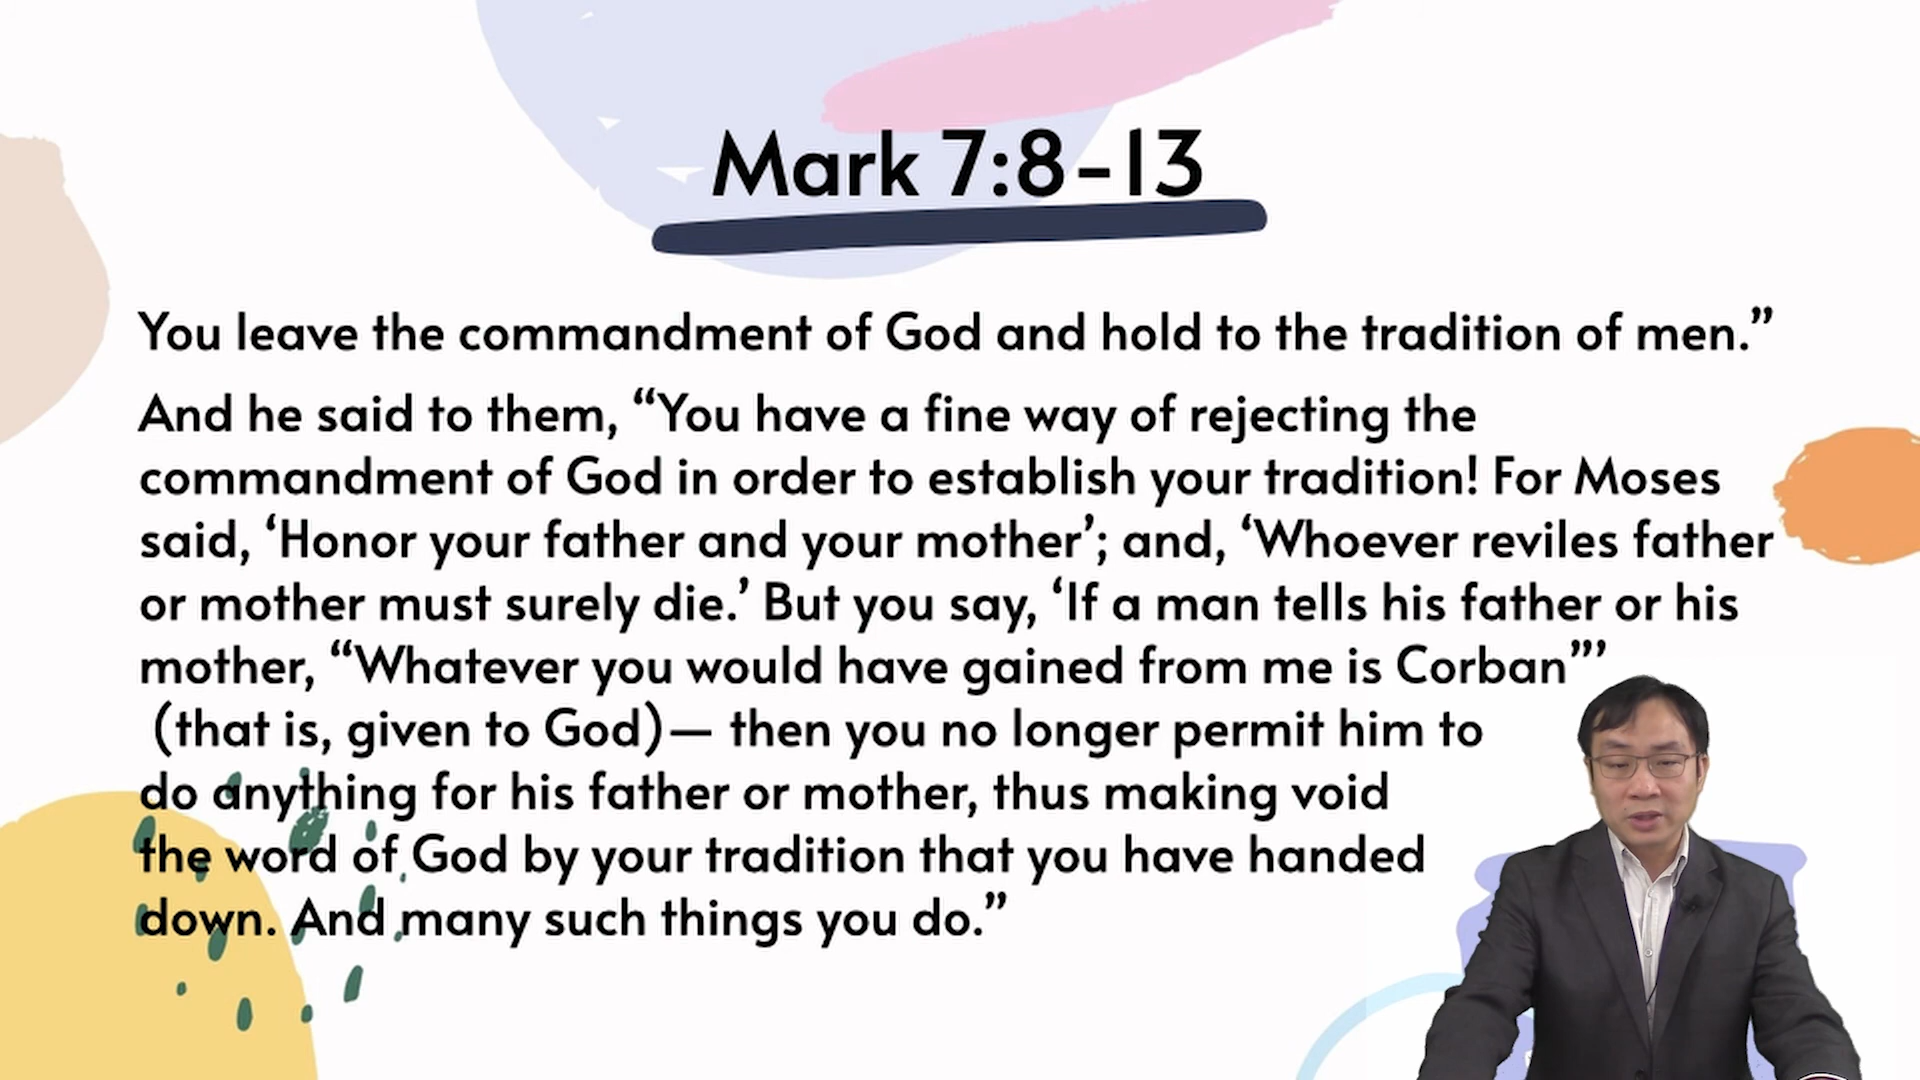 Mark 7:8-13
You leave the commandment of God and hold to the tradition of men.”
And he said to them, “You have a fine way of rejecting the
commandment of God in order to establish your tradition! For Moses
said, ‘Honor your father and your mother’; and, ‘Whoever reviles father
or mother must surely die.’ But you say, ‘If a man tells his father or his
mother, “Whatever you would have gained from me is Corban”’
(that is, given to God)— then you no longer permit him to
do anything for his father or mother, thus making void
the word of God by your tradition that you have handed
down. And many such things you do.”